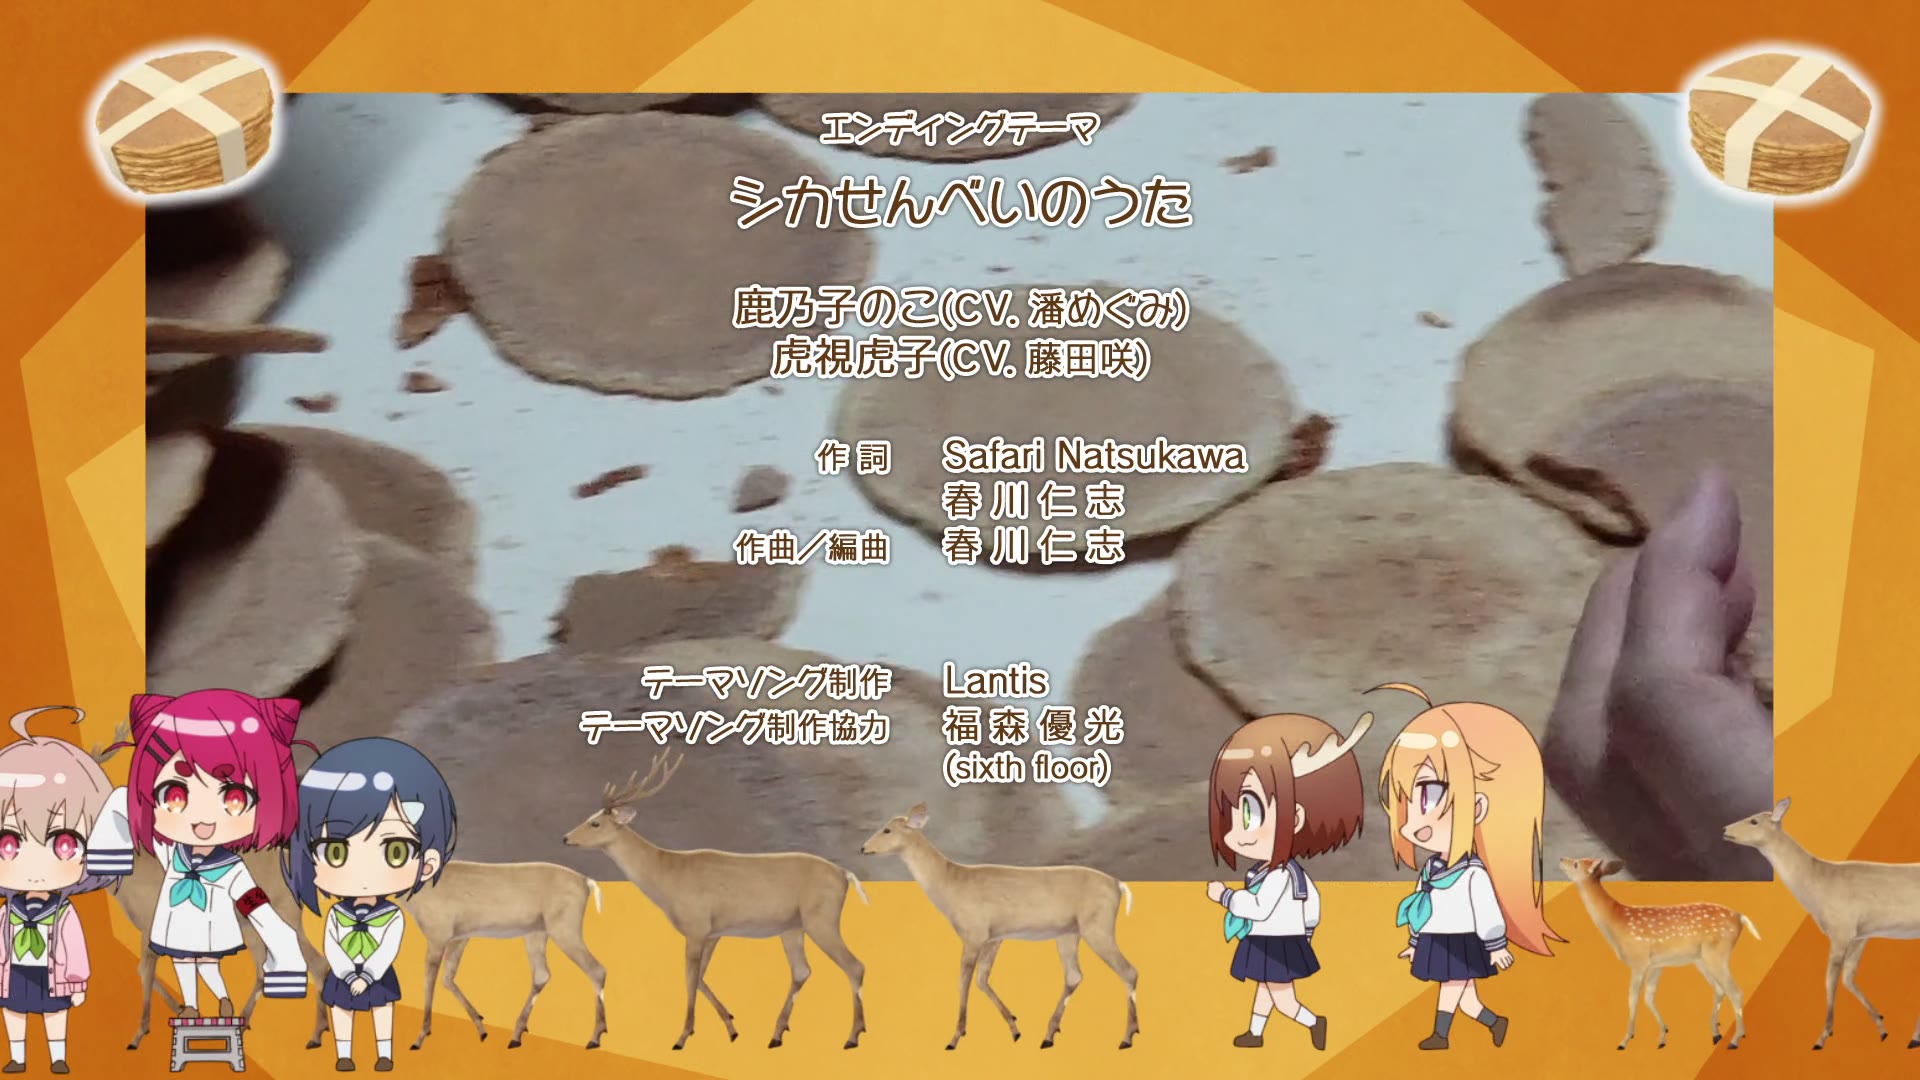 エンディングテーマ
シカせんべいのうた
鹿乃子のこ(CV. 潘めぐみ)
虎視虎子(CV. 藤田咲)
作 詞 Safari Natsukawa
春 川 仁 志
作曲／編曲 春 川 仁 志
テーマソング制作 Lantis
テーマソング制作協力 福 森 優 光
(sixth floor)